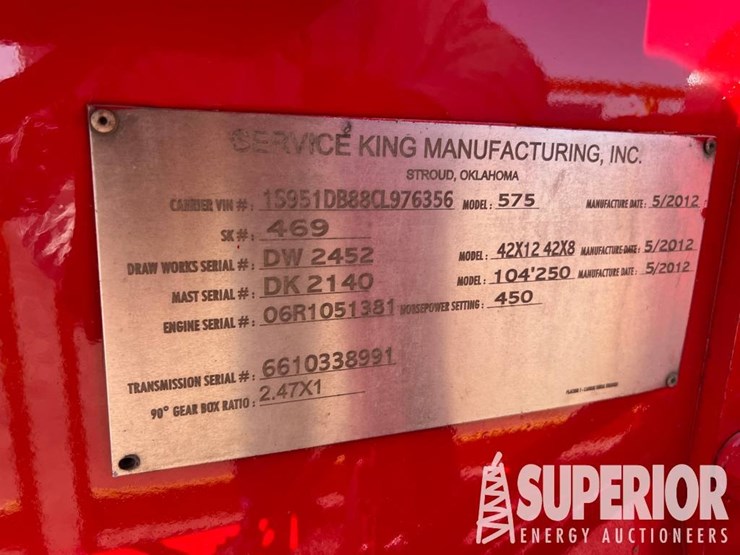 SERVICE KING MANUFACTURING, INC.
STROUD, OKLAHOMA
CARRIER VIN #: 1S951DB88CL976356 MODEL: 575 MANUFACTURE DATE: 5/2012
SK #: 469
DRAW WORKS SERIAL #: DW 2452 MODEL: 42X12 42X8 MANUFACTURE DATE: 5/2012
MAST SERIAL #: DK 2140 MODEL: 104'250 MANUFACTURE DATE: 5/2012
ENGINE SERIAL #: 06R1051381 HORSEPOWER SETTING: 450
TRANSMISSION SERIAL #: 6610338991
90° GEAR BOX RATIO: 2.47X1
SUPERIOR
ENERGY AUCTIONEERS